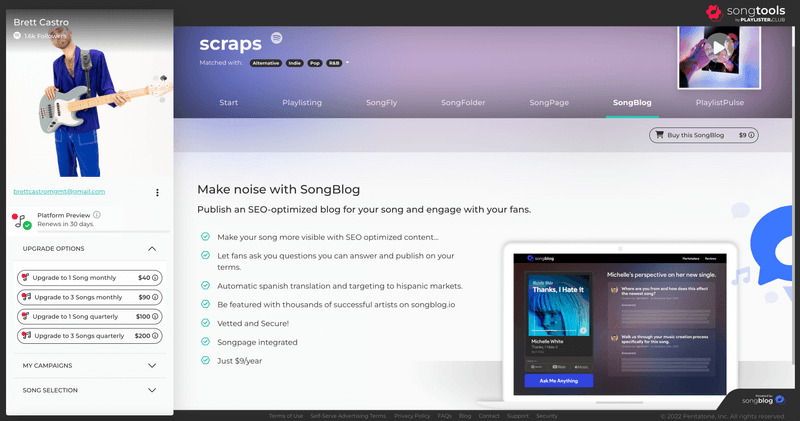 Brett Castro
1.6k Followers
brettcastromgmt@gmail.com
Platform Preview
Renews in 30 days.
UPGRADE OPTIONS
Upgrade to 1 Song monthly $40
Upgrade to 3 Songs monthly $90
Upgrade to 1 Song quarterly $100
Upgrade to 3 Songs quarterly $200
MY CAMPAIGNS
SONG SELECTION
songtools
by PLAYLISTER.CLUB
scraps
Matched with: Alternative Indie Pop R&B
Start Playlisting SongFly SongFolder SongPage SongBlog PlaylistPulse
Buy this SongBlog $9
Make noise with SongBlog
Publish an SEO-optimized blog for your song and engage with your fans.
Make your song more visible with SEO optimized content...
Let fans ask you questions you can answer and publish on your
terms.
Automatic spanish translation and targeting to hispanic markets.
Be featured with thousands of successful artists on songblog.io
Vetted and Secure!
Songpage integrated
Just $9/year
songblog
Marketplace Reviews
Thanks, I Hate It
Michelle White
Thanks, I Hate It
Ask Me Anything
Michelle's perspective on her new single.
Where are you from and how does this affect
the newest song?
Walk us through your music creation process
specifically for this song.
Powered by
songblog
Terms of Use Self-Serve Advertising Terms Privacy Policy FAQs Blog Contact Support Security
© 2022 Pentatone, Inc. All rights reserved.